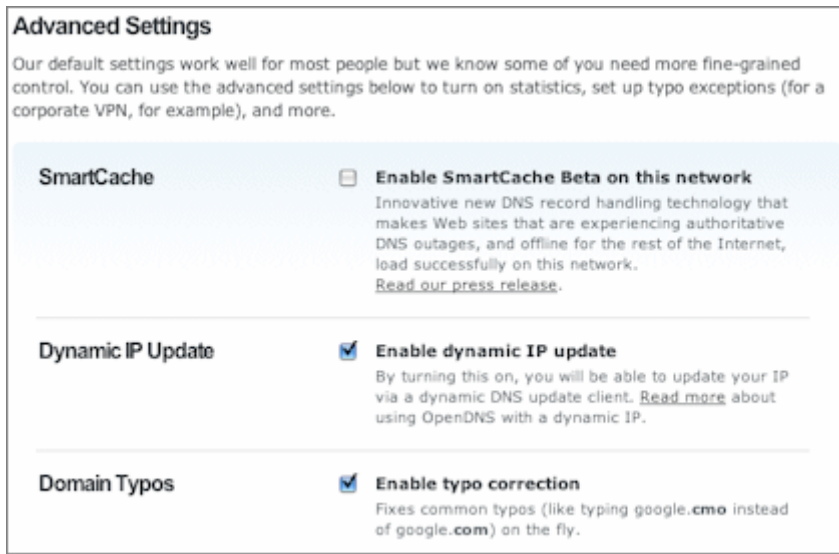 Advanced Settings
Our default settings work well for most people but we know some of you need more fine-grained
control. You can use the advanced settings below to turn on statistics, set up typo exceptions (for a
corporate VPN, for example), and more.
SmartCache
Enable SmartCache Beta on this network
Innovative new DNS record handling technology that
makes Web sites that are experiencing authoritative
DNS outages, and offline for the rest of the Internet,
load successfully on this network.
Read our press release.
Dynamic IP Update
Enable dynamic IP update
By turning this on, you will be able to update your IP
via a dynamic DNS update client. Read more about
using OpenDNS with a dynamic IP.
Domain Typos
Enable typo correction
Fixes common typos (like typing google.cmo instead
of google.com) on the fly.